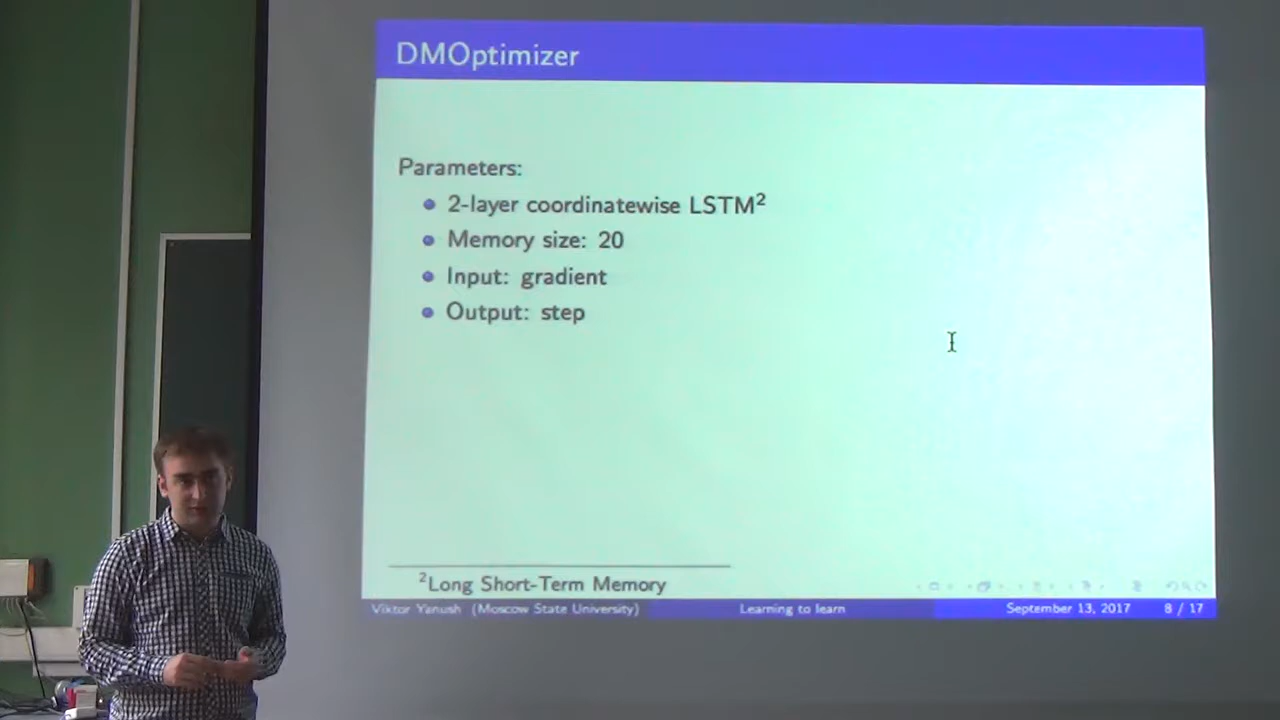 DMOptimizer
Parameters:
2-layer coordinatewise LSTM²
Memory size: 20
Input: gradient
Output: step
²Long Short-Term Memory
Viktor Yanush (Moscow State University) Learning to learn September 13, 2017 8 / 17